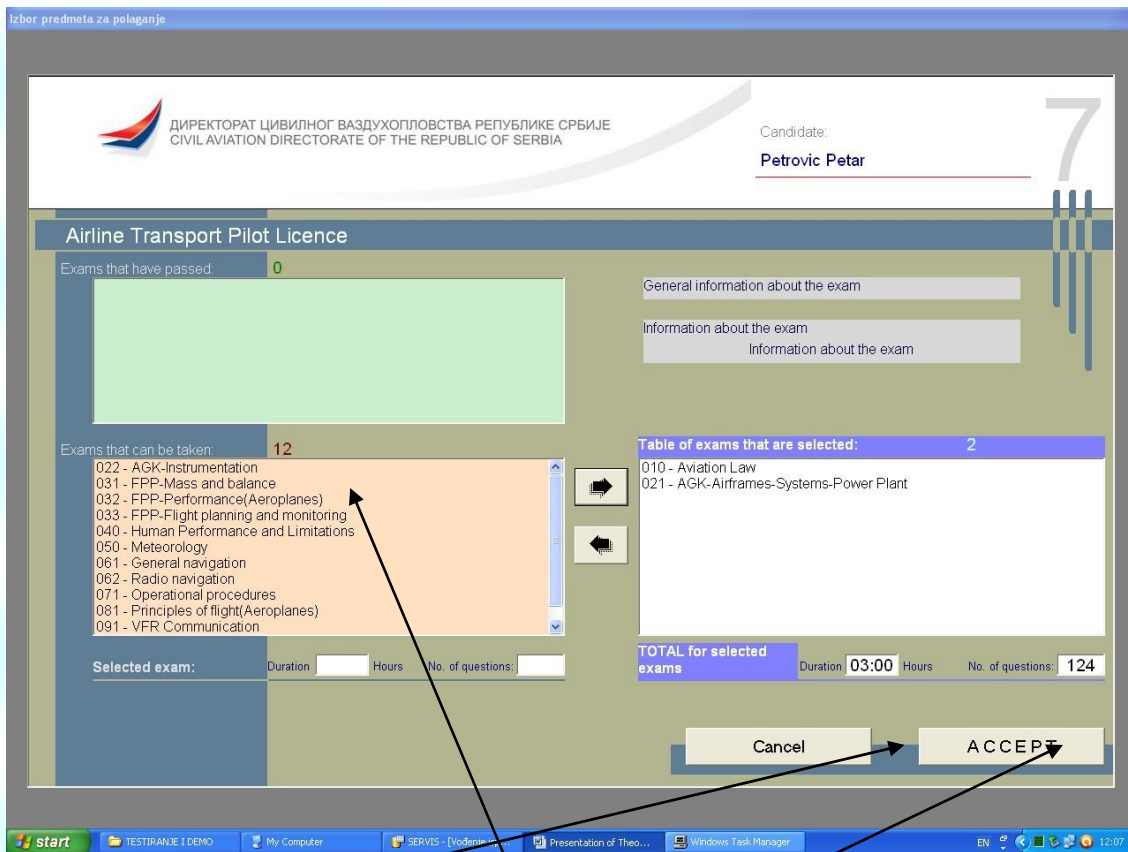 Izbor predmeta za polaganje
ДИРЕКТОРАТ ЦИВИЛНОГ ВАЗДУХОПЛОВСТВА РЕПУБЛИКЕ СРБИЈЕ
CIVIL AVIATION DIRECTORATE OF THE REPUBLIC OF SERBIA
Candidate:
Petrovic Petar
7
Airline Transport Pilot Licence
Exams that have passed: 0
General information about the exam
Information about the exam
Information about the exam
Exams that can be taken: 12
022 - AGK-Instrumentation
031 - FPP-Mass and balance
032 - FPP-Performance(Aeroplanes)
033 - FPP-Flight planning and monitoring
040 - Human Performance and Limitations
050 - Meteorology
061 - General navigation
062 - Radio navigation
071 - Operational procedures
081 - Principles of flight(Aeroplanes)
091 - VFR Communication
Table of exams that are selected: 2
010 - Aviation Law
021 - AGK-Airframes-Systems-Power Plant
Selected exam: Duration Hours No. of questions:
TOTAL for selected
exams Duration 03:00 Hours No. of questions: 124
Cancel
ACCEPT
start TESTIRANJE I DEMO My Computer SERVIS - [Vođenje Presentation of Theo... Windows Task Manager EN 12:07